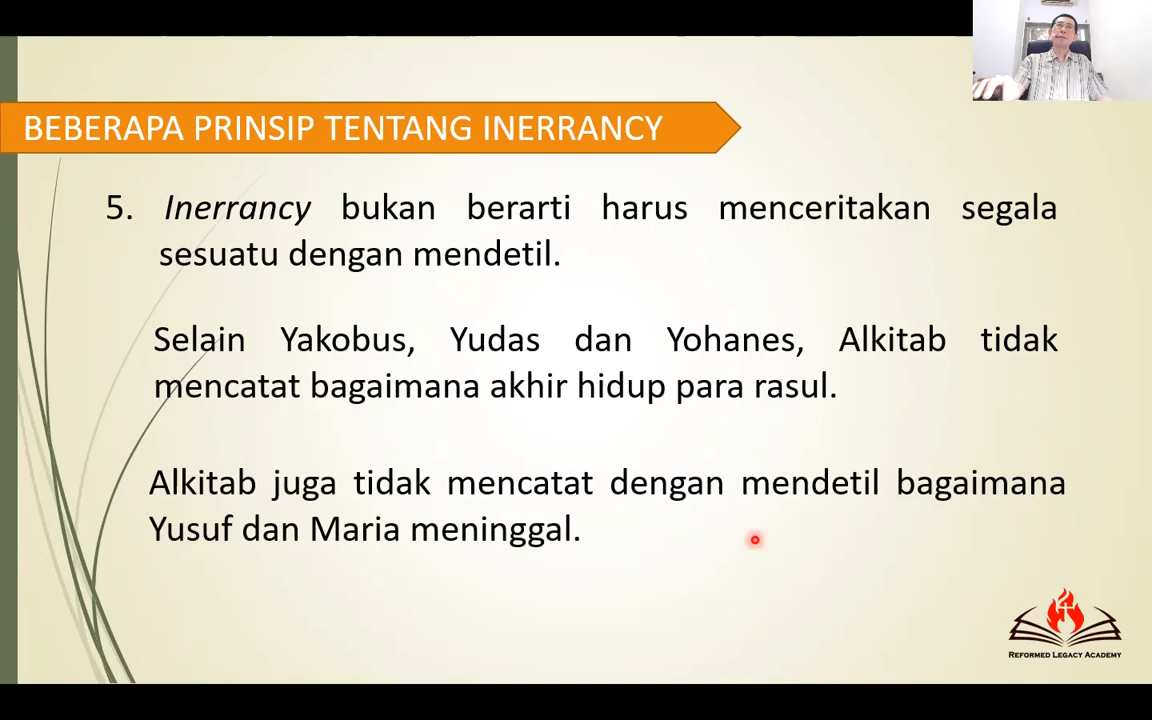 BEBERAPA PRINSIP TENTANG INERRANCY
5. Inerrancy bukan berarti harus menceritakan segala
sesuatu dengan mendetil.
Selain Yakobus, Yudas dan Yohanes, Alkitab tidak
mencatat bagaimana akhir hidup para rasul.
Alkitab juga tidak mencatat dengan mendetil bagaimana
Yusuf dan Maria meninggal.
REFORMED LEGACY ACADEMY